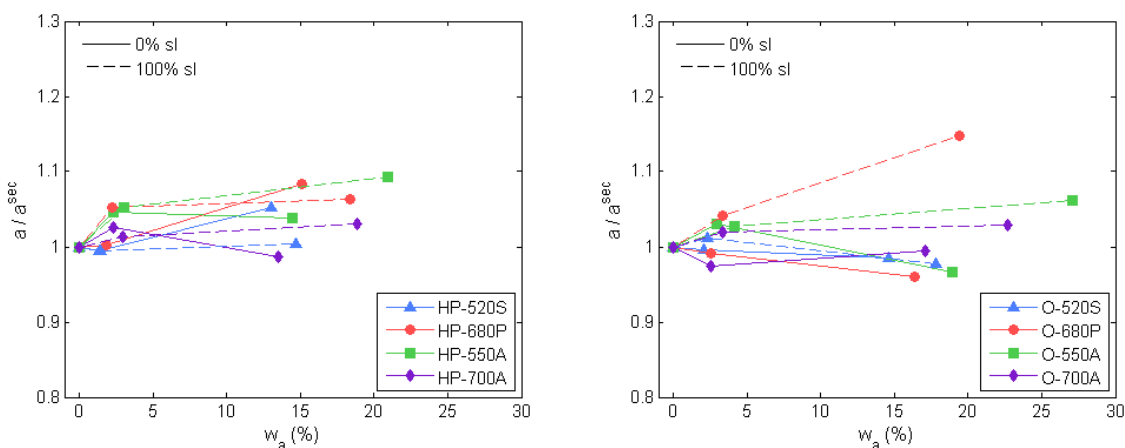 1.3
0% sl
100% sl
1.2
1.1
a / a^sec
1
0.9
HP-520S
HP-680P
HP-550A
HP-700A
0.8
0 5 10 15 20 25 30
w_a (%)
1.3
0% sl
100% sl
1.2
1.1
a / a^sec
1
0.9
O-520S
O-680P
O-550A
O-700A
0.8
0 5 10 15 20 25 30
w_a (%)